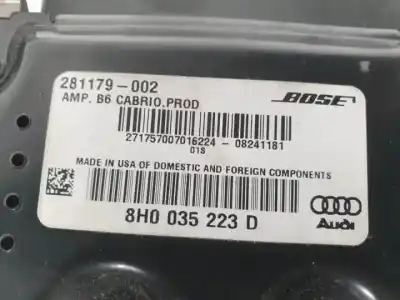 281179-002
BOSE
AMP. B6 CABRIO.PROD
271757007016224 - 08241181
01S
MADE IN USA OF DOMESTIC AND FOREIGN COMPONENTS
8H0 035 223 D
Audi